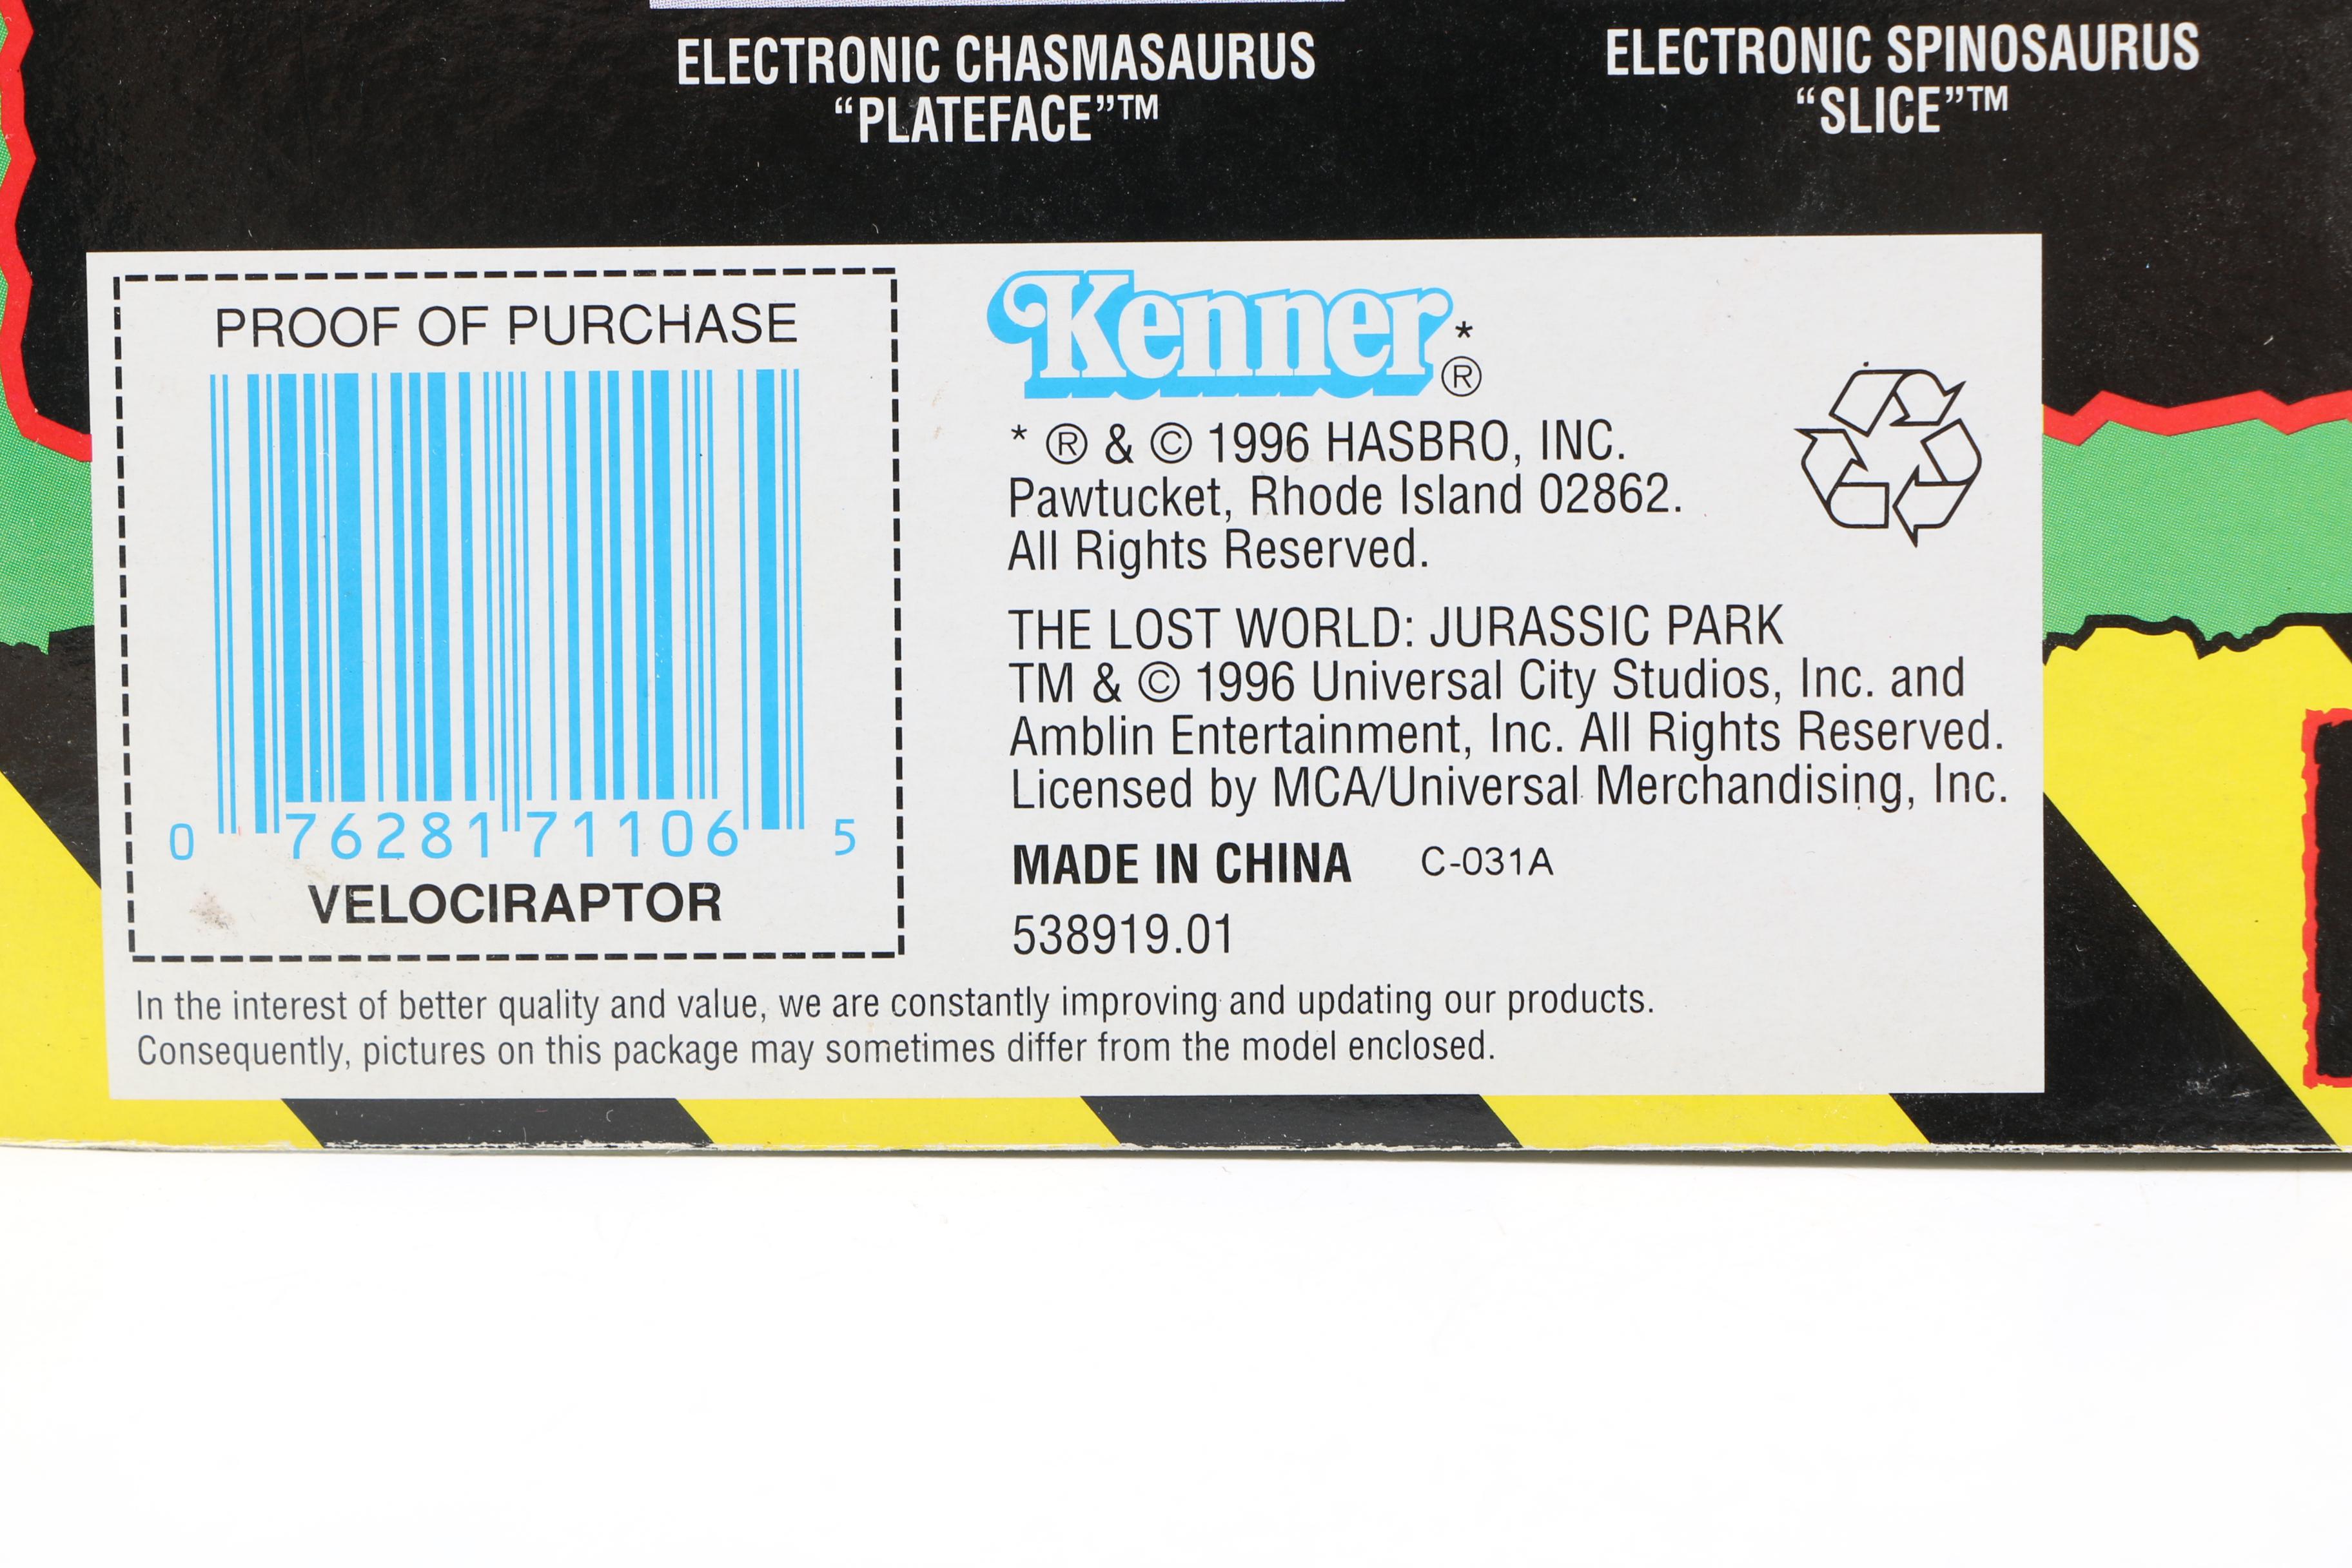 ELECTRONIC CHASMASAURUS
“PLATEFACE”™
ELECTRONIC SPINOSAURUS
“SLICE”™
PROOF OF PURCHASE
0 76281 71106 5
VELOCIRAPTOR
Kenner*®
* ® & © 1996 HASBRO, INC.
Pawtucket, Rhode Island 02862.
All Rights Reserved.
THE LOST WORLD: JURASSIC PARK
TM & © 1996 Universal City Studios, Inc. and
Amblin Entertainment, Inc. All Rights Reserved.
Licensed by MCA/Universal Merchandising, Inc.
MADE IN CHINA C-031A
538919.01
In the interest of better quality and value, we are constantly improving and updating our products.
Consequently, pictures on this package may sometimes differ from the model enclosed.